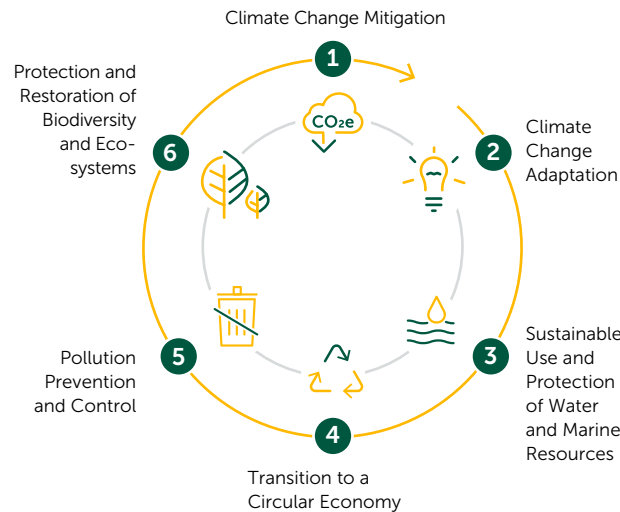 Climate Change Mitigation
1
CO₂e
2
Climate
Change
Adaptation
3
Sustainable
Use and
Protection
of Water
and Marine
Resources
4
Transition to a
Circular Economy
5
Pollution
Prevention
and Control
6
Protection and
Restoration of
Biodiversity
and Eco-
systems